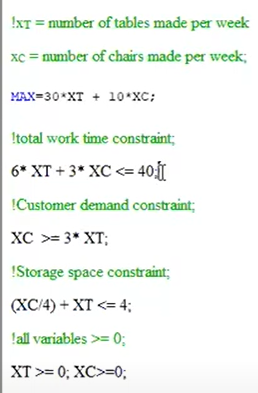 !XT = number of tables made per week
XC = number of chairs made per week;
MAX=30*XT + 10*XC;
!total work time constraint;
6* XT + 3* XC <= 40;
!Customer demand constraint;
XC >= 3* XT;
!Storage space constraint;
(XC/4) + XT <= 4;
!all variables >= 0;
XT >= 0; XC>=0;